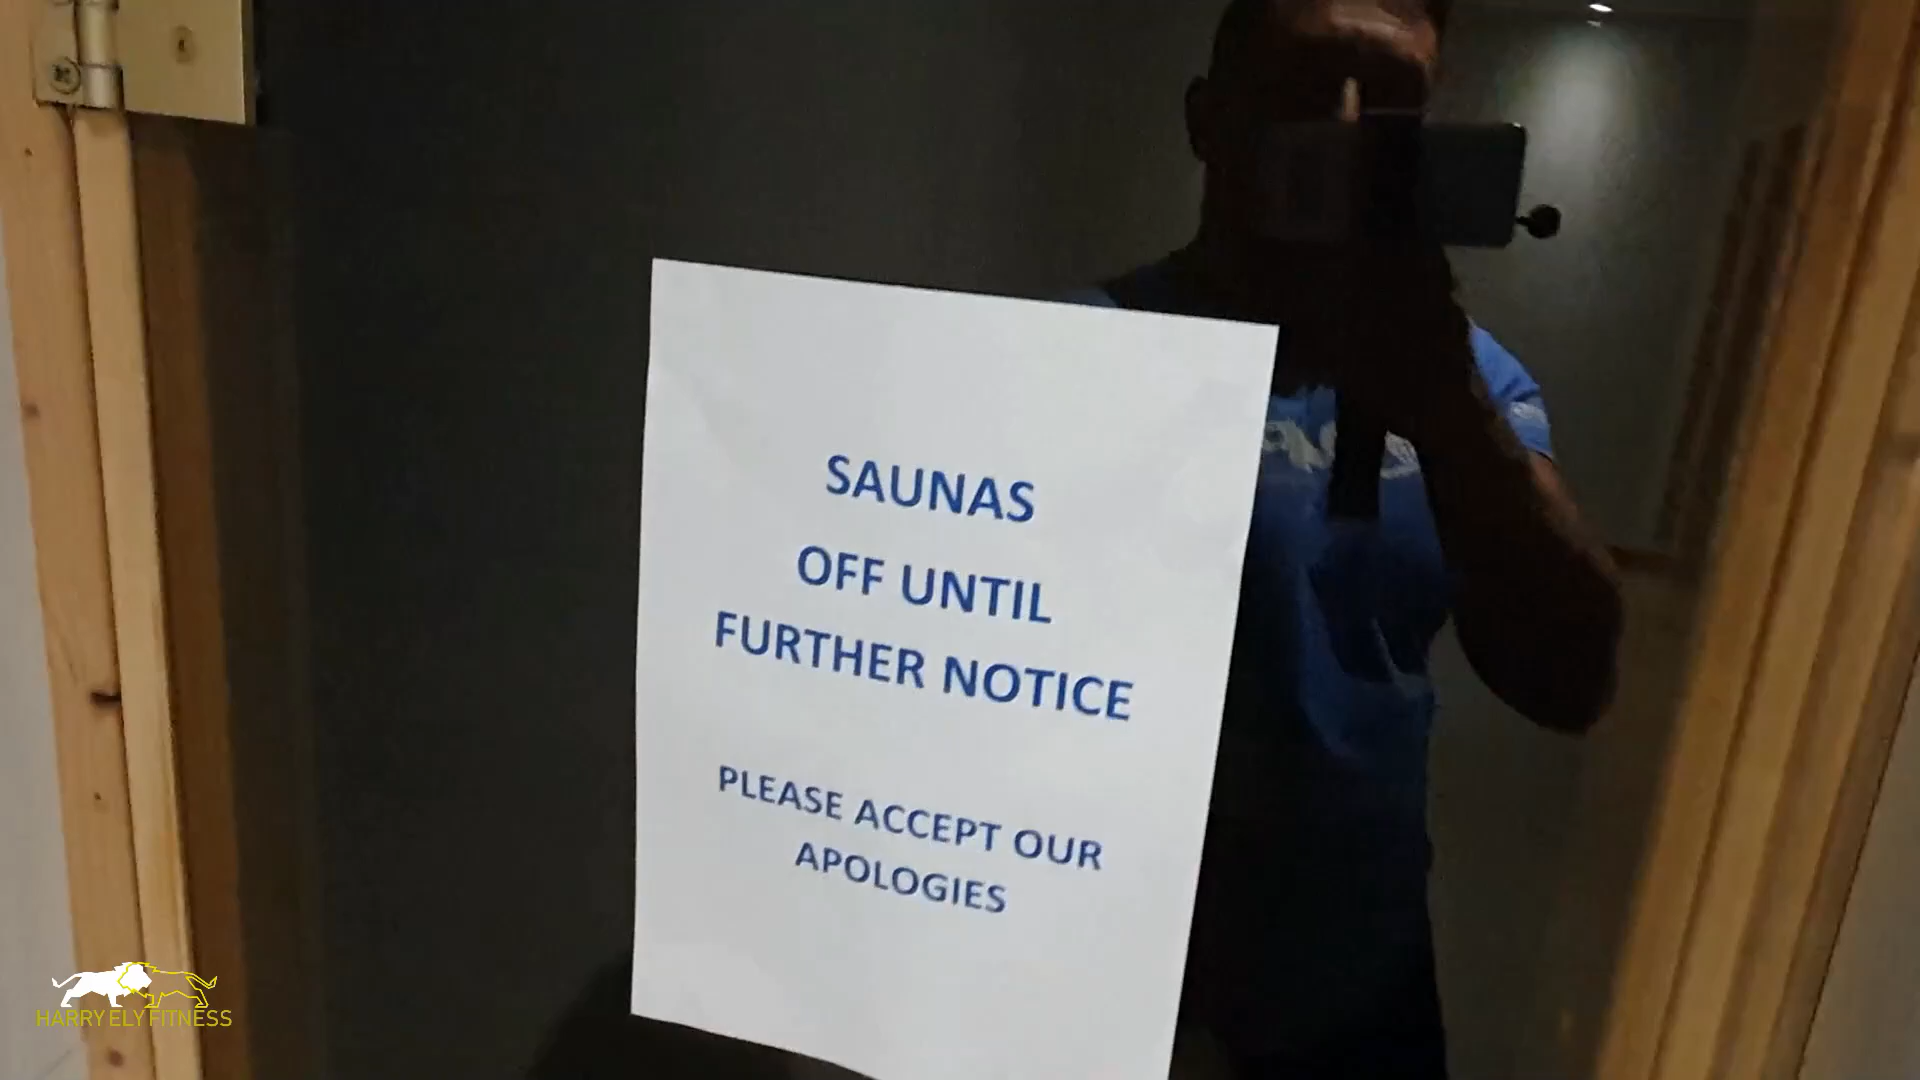 SAUNAS
OFF UNTIL
FURTHER NOTICE
PLEASE ACCEPT OUR
APOLOGIES
HARRY ELY FITNESS